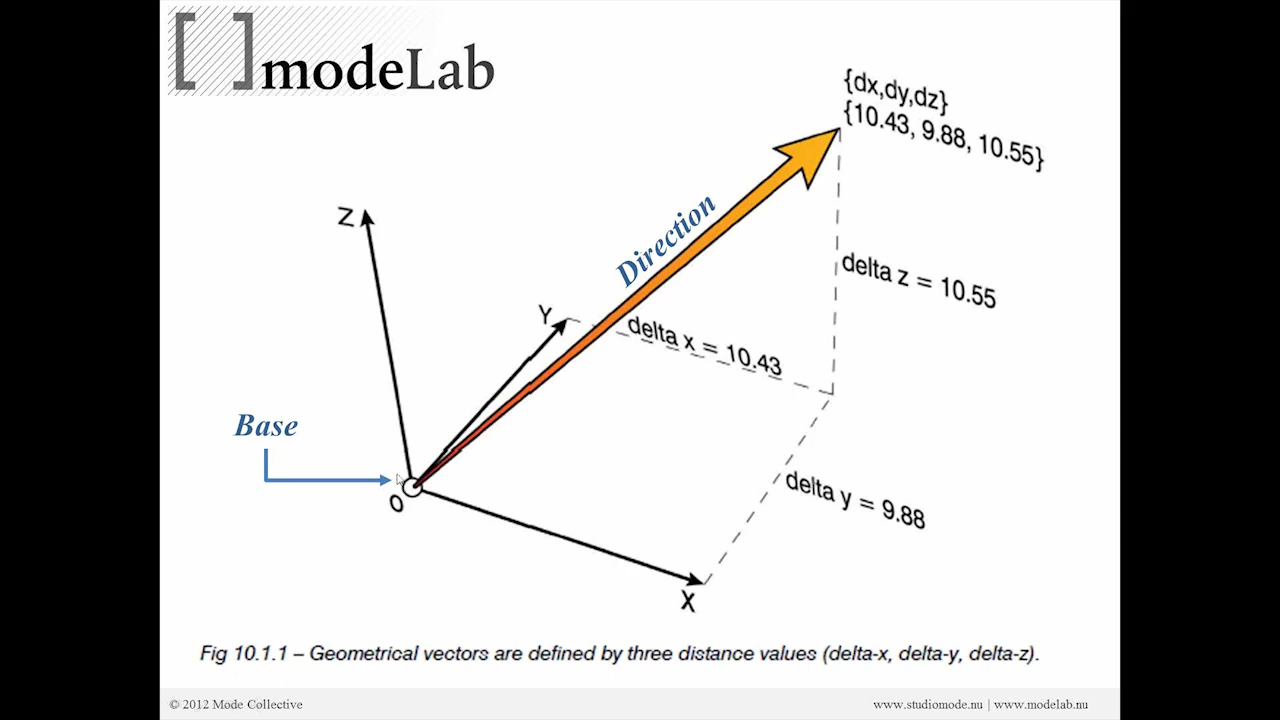 [ ] modeLab
{dx,dy,dz}
{10.43, 9.88, 10.55}
Direction
Z
delta z = 10.55
Y
delta x = 10.43
Base
delta y = 9.88
O
X
Fig 10.1.1 – Geometrical vectors are defined by three distance values (delta-x, delta-y, delta-z).
© 2012 Mode Collective
www.studiomode.nu | www.modelab.nu